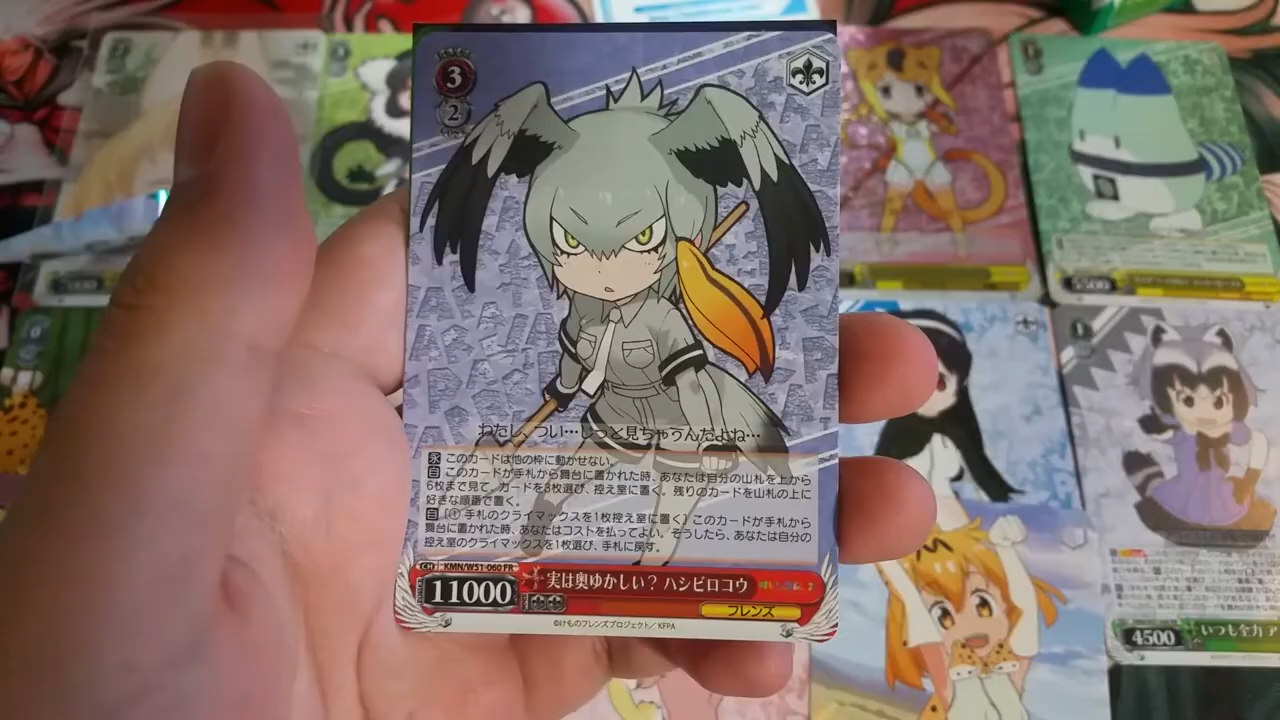 3
2
わたし、つい…じっと見ちゃうんだよね…
永 このカードは他の枠に動かせない。
自 このカードが手札から舞台に置かれた時、あなたは自分の山札を上から
6枚まで見て、カードを3枚選び、控え室に置く。残りのカードを山札の上に
好きな順番で置く。
自 [① 手札のクライマックスを1枚控え室に置く] このカードが手札から
舞台に置かれた時、あなたはコストを払ってよい。そうしたら、あなたは自分の
控え室のクライマックスを1枚選び、手札に戻す。
CH KMN/W51-060 FR
11000
実は奥ゆかしい? ハシビロコウ
フレンズ
©けものフレンズプロジェクト/ KFPA
5500
4500
いつも全力 ア